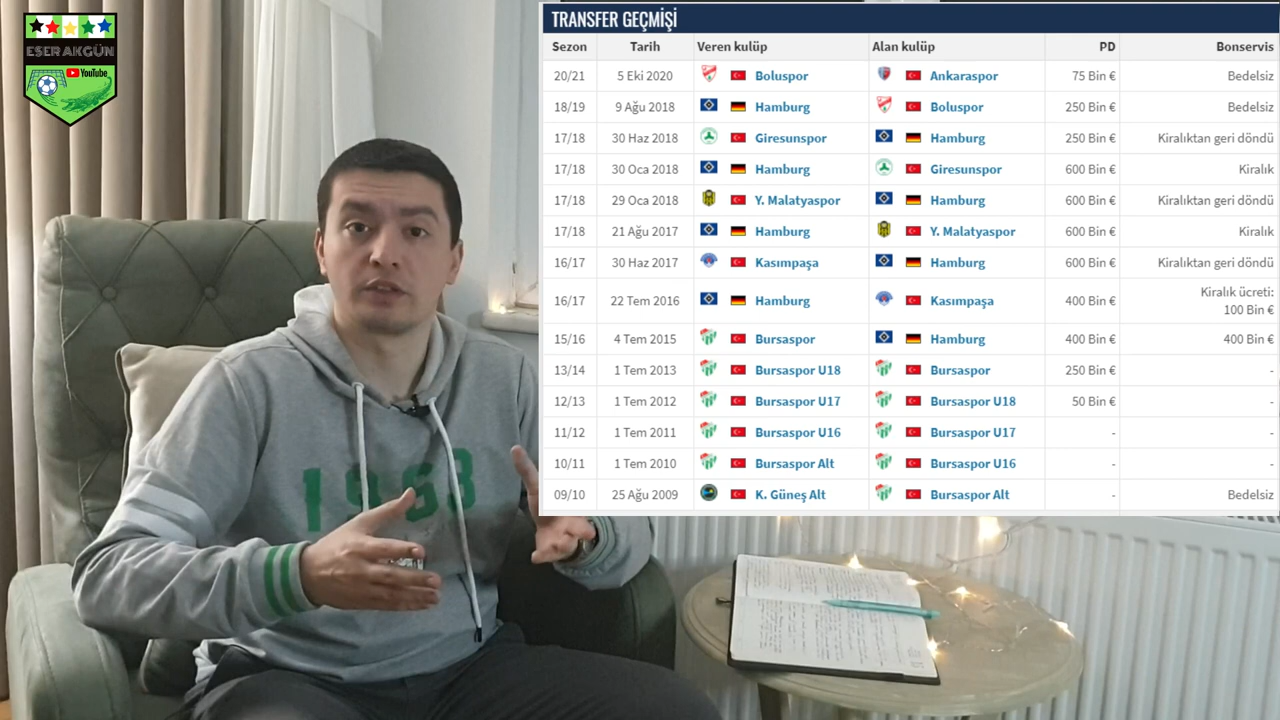 EŞER AKGÜN
YouTube
1963
TRANSFER GEÇMİŞİ
Sezon Tarih Veren kulüp Alan kulüp PD Bonservis
20/21 5 Eki 2020 Boluspor Ankaraspor 75 Bin € Bedelsiz
18/19 9 Ağu 2018 Hamburg Boluspor 250 Bin € Bedelsiz
17/18 30 Haz 2018 Giresunspor Hamburg 250 Bin € Kiralıktan geri döndü
17/18 30 Oca 2018 Hamburg Giresunspor 600 Bin € Kiralık
17/18 29 Oca 2018 Y. Malatyaspor Hamburg 600 Bin € Kiralıktan geri döndü
17/18 21 Ağu 2017 Hamburg Y. Malatyaspor 600 Bin € Kiralık
16/17 30 Haz 2017 Kasımpaşa Hamburg 600 Bin € Kiralıktan geri döndü
16/17 22 Tem 2016 Hamburg Kasımpaşa 400 Bin € Kiralık ücreti:
100 Bin €
15/16 4 Tem 2015 Bursaspor Hamburg 400 Bin € 400 Bin €
13/14 1 Tem 2013 Bursaspor U18 Bursaspor 250 Bin € -
12/13 1 Tem 2012 Bursaspor U17 Bursaspor U18 50 Bin € -
11/12 1 Tem 2011 Bursaspor U16 Bursaspor U17 - -
10/11 1 Tem 2010 Bursaspor Alt Bursaspor U16 - -
09/10 25 Ağu 2009 K. Güneş Alt Bursaspor Alt - Bedelsiz